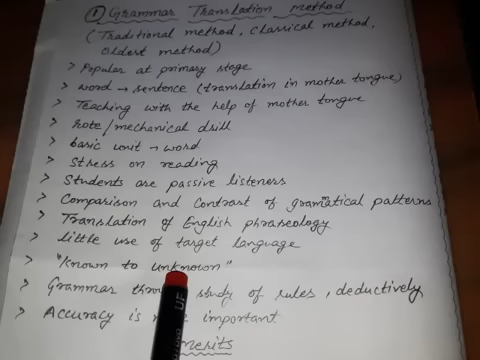 ① Grammar Translation method
(Traditional method, Classical method,
Oldest method)
> Popular at primary stage
> word → sentence (translation in mother tongue)
> Teaching with the help of mother tongue
> Rote/mechanical drill
> basic unit → word
> Stress on reading
> Students are passive listeners
> Comparison and Contrast of gramatical patterns
> Translation of English phraseology
> Little use of target language
> "Known to unknown"
> Grammar study of rules, deductively
> Accuracy is important
merits
UF